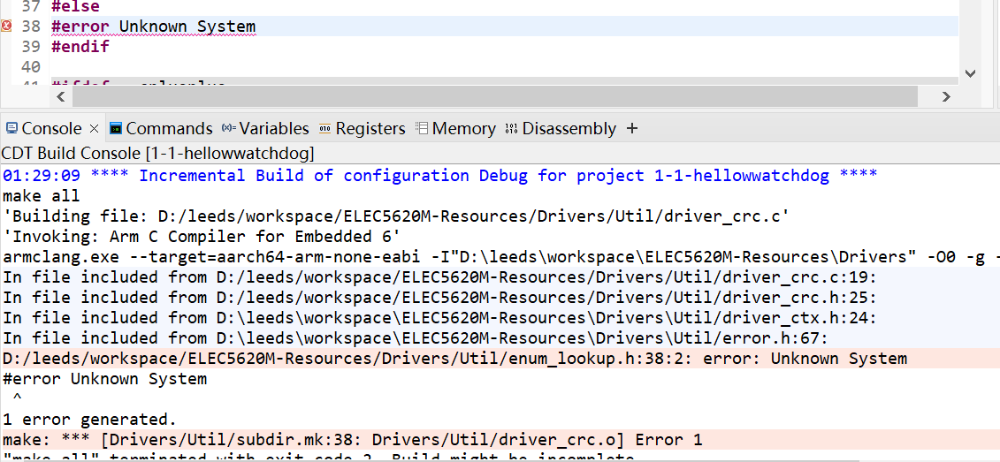 37 #else
38 #error Unknown System
39 #endif
40
Console × Commands Variables Registers Memory Disassembly +
CDT Build Console [1-1-hellowwatchdog]
01:29:09 **** Incremental Build of configuration Debug for project 1-1-hellowwatchdog ****
make all
'Building file: D:/leeds/workspace/ELEC5620M-Resources/Drivers/Util/driver_crc.c'
'Invoking: Arm C Compiler for Embedded 6'
armclang.exe --target=aarch64-arm-none-eabi -I"D:\leeds\workspace\ELEC5620M-Resources\Drivers" -O0 -g -
In file included from D:/leeds/workspace/ELEC5620M-Resources/Drivers/Util/driver_crc.c:19:
In file included from D:/leeds/workspace/ELEC5620M-Resources/Drivers/Util/driver_crc.h:25:
In file included from D:\leeds\workspace\ELEC5620M-Resources\Drivers\Util/driver_ctx.h:24:
In file included from D:\leeds\workspace\ELEC5620M-Resources\Drivers\Util/error.h:67:
D:/leeds/workspace/ELEC5620M-Resources/Drivers/Util/enum_lookup.h:38:2: error: Unknown System
#error Unknown System
^
1 error generated.
make: *** [Drivers/Util/subdir.mk:38: Drivers/Util/driver_crc.o] Error 1
"make all" terminated with exit code 2. Build might be incomplete